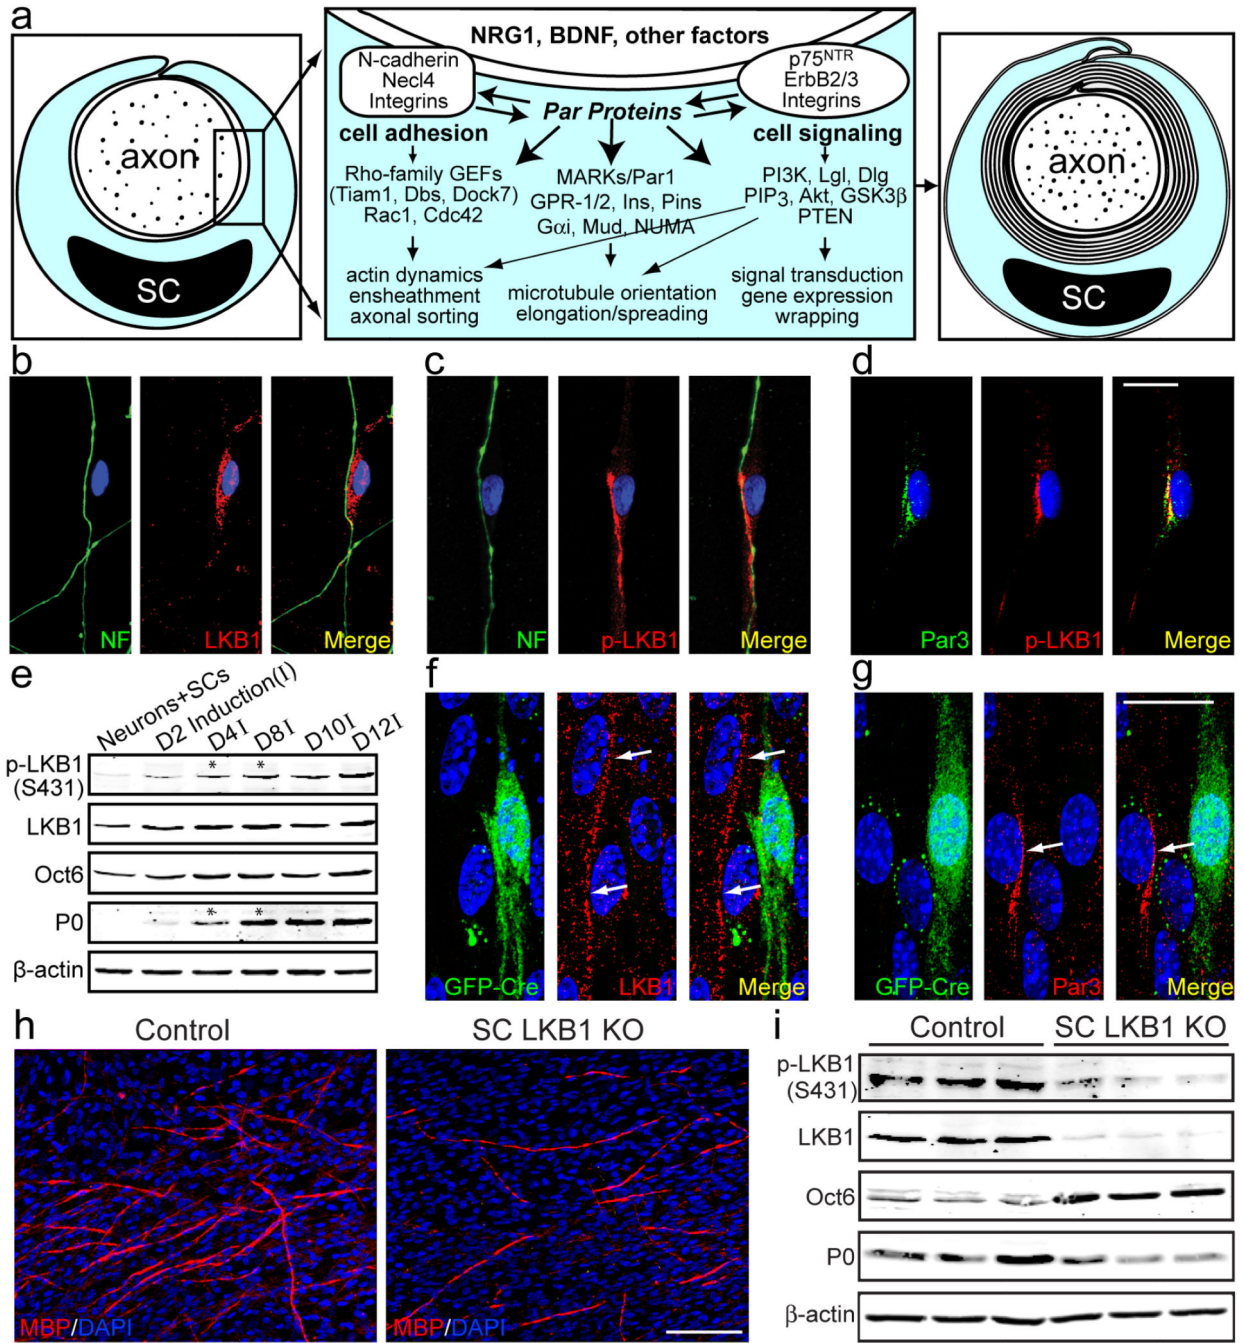 a
axon
SC
NRG1, BDNF, other factors
N-cadherin
Necl4
Integrins
p75NTR
ErbB2/3
Integrins
Par Proteins
cell adhesion
cell signaling
Rho-family GEFs
(Tiam1, Dbs, Dock7)
Rac1, Cdc42
MARKs/Par1
GPR-1/2, Ins, Pins
Gαi, Mud, NUMA
PI3K, Lgl, Dlg
PIP3, Akt, GSK3β
PTEN
actin dynamics
ensheathment
axonal sorting
microtubule orientation
elongation/spreading
signal transduction
gene expression
wrapping
axon
SC
b
NF
LKB1
Merge
c
NF
p-LKB1
Merge
d
Par3
p-LKB1
Merge
e
Neurons+SCs
D2 Induction(I)
D4I
D8I
D10I
D12I
p-LKB1
(S431)
* *
LKB1
Oct6
P0
* *
β-actin
f
GFP-Cre
LKB1
Merge
g
GFP-Cre
Par3
Merge
h
Control
SC LKB1 KO
MBP/DAPI
MBP/DAPI
i
Control
SC LKB1 KO
p-LKB1
(S431)
LKB1
Oct6
P0
β-actin